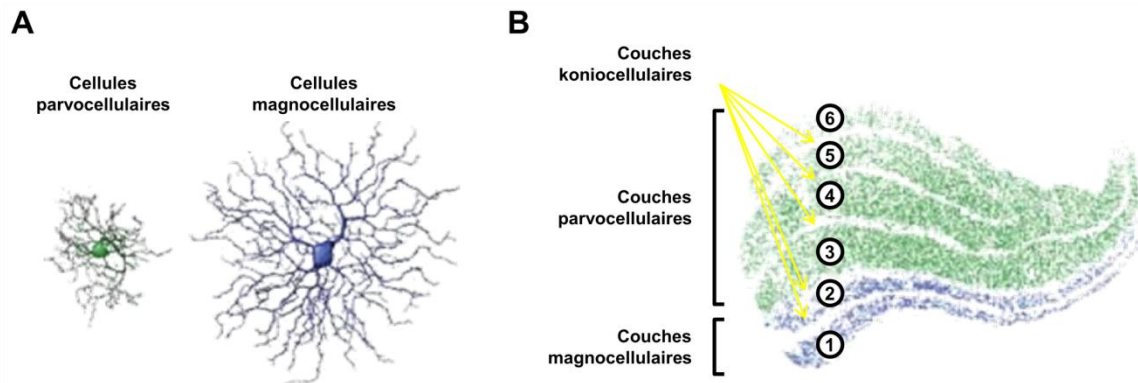 A
Cellules
parvocellulaires
Cellules
magnocellulaires
B
Couches
koniocellulaires
Couches
parvocellulaires
Couches
magnocellulaires
6
5
4
3
2
1